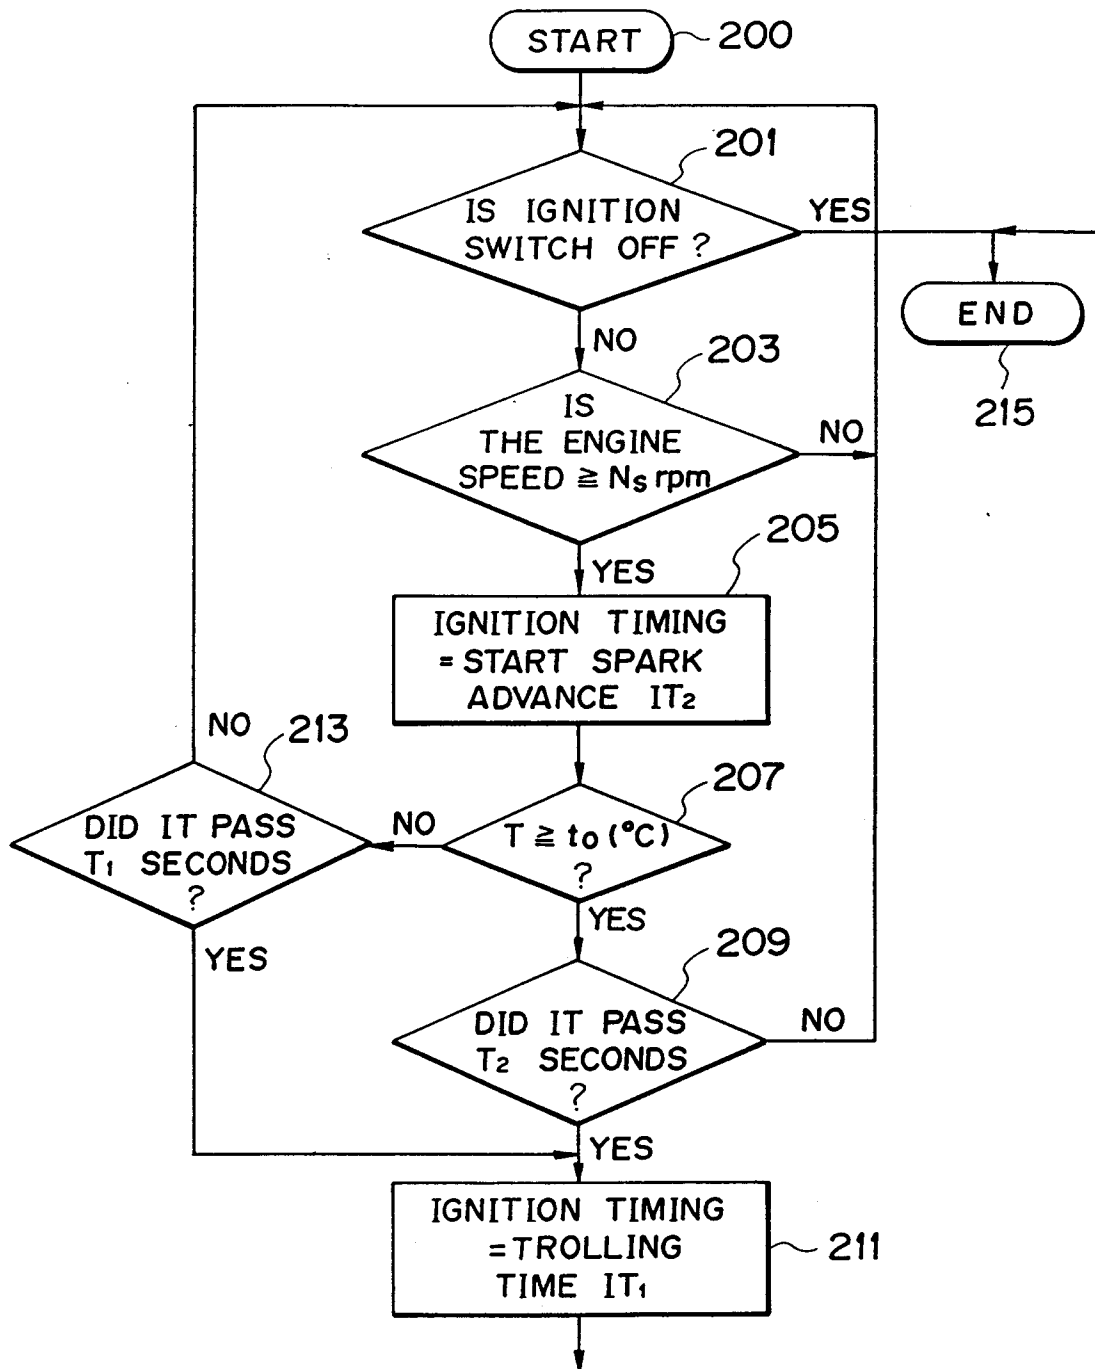 START
200
201
IS IGNITION
SWITCH OFF ?
YES
END
215
NO
203
IS
THE ENGINE
SPEED ≧ Ns rpm
NO
205
YES
IGNITION TIMING
= START SPARK
ADVANCE IT₂
NO
213
207
DID IT PASS
T₁ SECONDS
?
NO
T ≧ to (°C)
?
YES
YES
209
DID IT PASS
T₂ SECONDS
?
NO
YES
IGNITION TIMING
=TROLLING
TIME IT₁
211